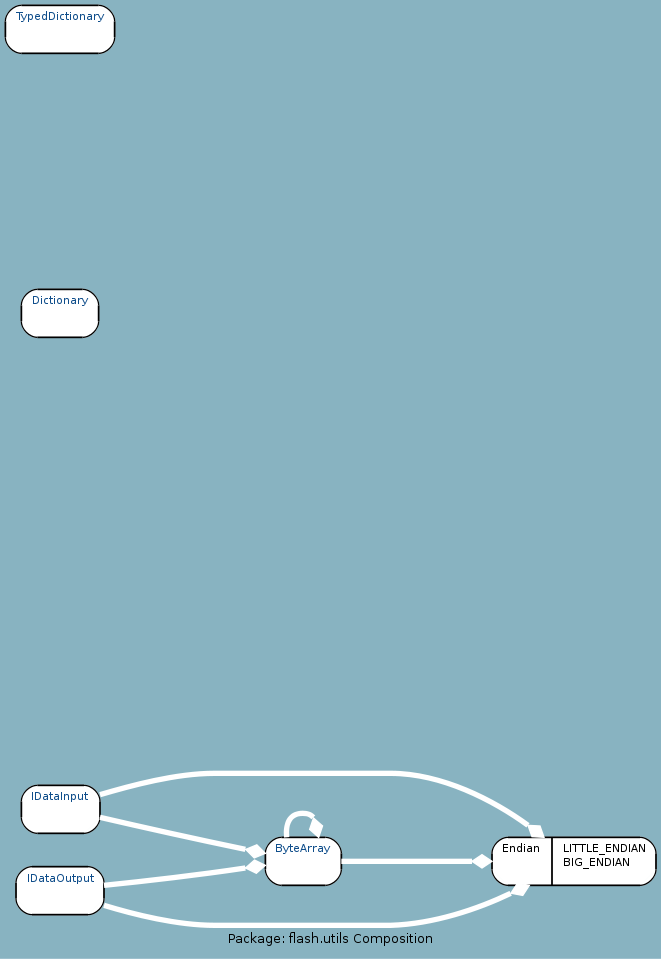 TypedDictionary
Dictionary
IDataInput
ByteArray
Endian
LITTLE_ENDIAN
BIG_ENDIAN
IDataOutput
Package: flash.utils Composition